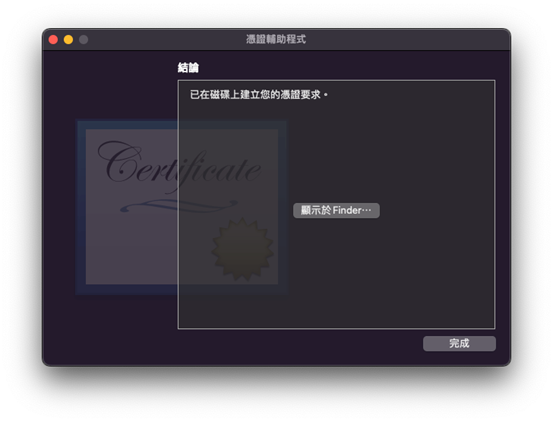 憑證輔助程式
結論
已在磁碟上建立您的憑證要求。
Certificate
顯示於 Finder⋯
完成